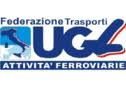 Federazione Trasporti
UGL
ATTIVITA' FERROVIARIE